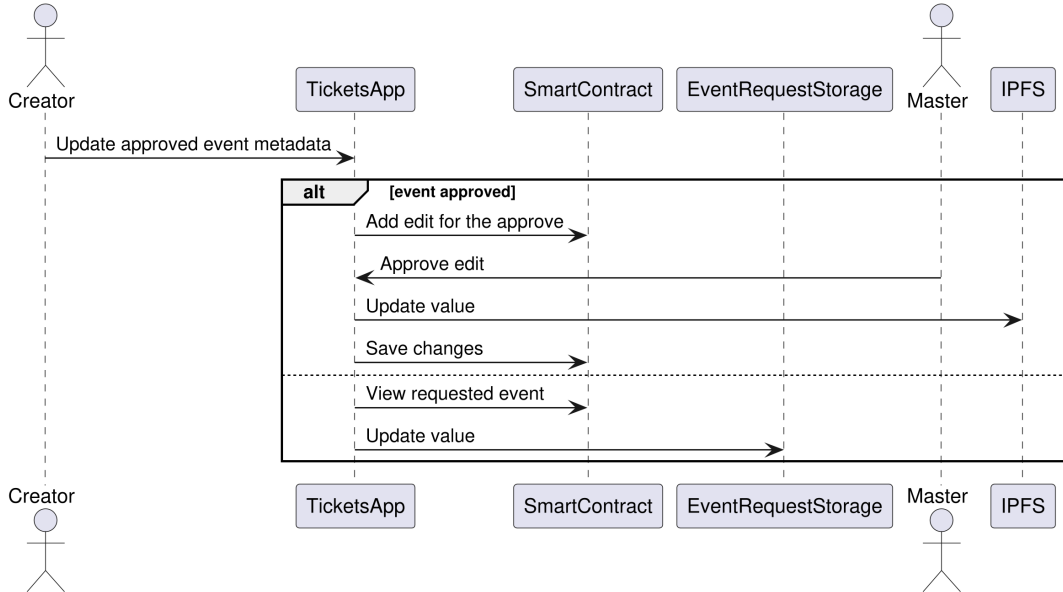 Creator
TicketsApp
SmartContract
EventRequestStorage
Master
IPFS
Update approved event metadata
alt [event approved]
Add edit for the approve
Approve edit
Update value
Save changes
View requested event
Update value
Creator
TicketsApp
SmartContract
EventRequestStorage
Master
IPFS